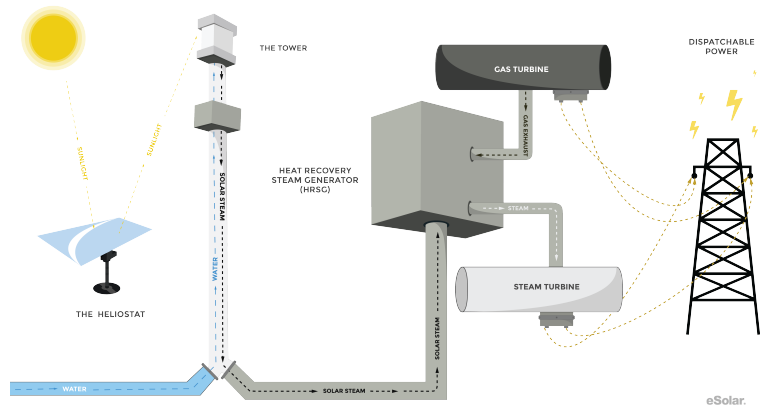 THE TOWER
DISPATCHABLE
POWER
GAS TURBINE
GAS EXHAUST
SUNLIGHT
SUNLIGHT
HEAT RECOVERY
STEAM GENERATOR
(HRSG)
SOLAR STEAM
STEAM
WATER
STEAM TURBINE
THE HELIOSTAT
SOLAR STEAM
WATER
SOLAR STEAM
eSolar.